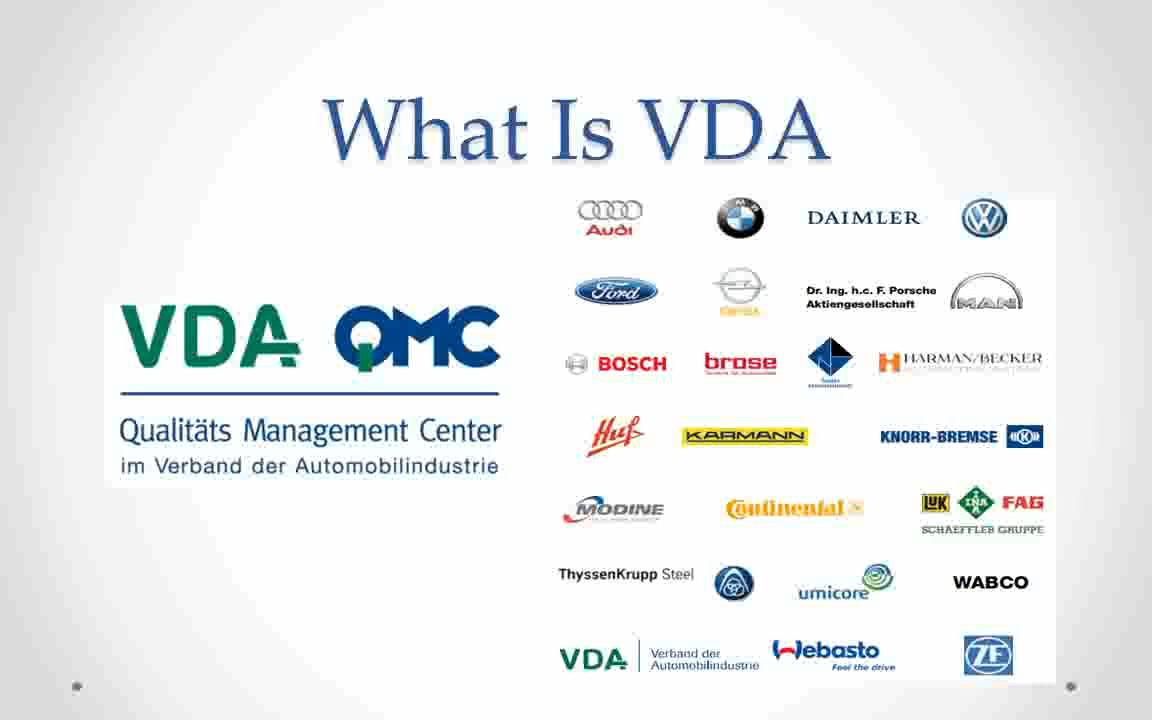 What Is VDA
VDA QMC
Qualitäts Management Center
im Verband der Automobilindustrie
Audi
BMW
DAIMLER
Ford
Dr. Ing. h.c. F. Porsche
Aktiengesellschaft
MAN
BOSCH
brose
HARMAN/BECKER
Huf
KARMANN
KNORR-BREMSE
MODINE
Continental
LUK INA FAG
SCHAEFFLER GRUPPE
ThyssenKrupp Steel
umicore
WABCO
VDA
Verband der
Automobilindustrie
Webasto
Feel the drive
ZF